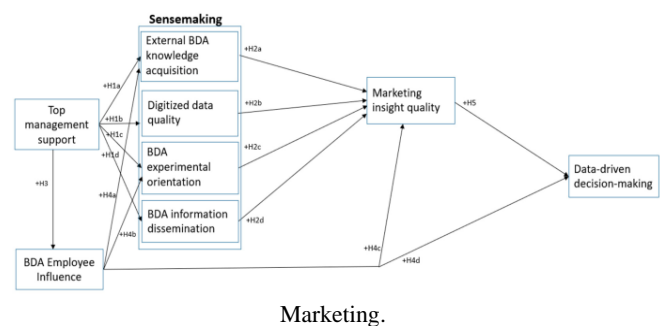 Sensemaking
External BDA
knowledge
acquisition
+H2a
+H1a
Top
management
support
+H1b
+H1c
+H1d
Digitized data
quality
+H2b
Marketing
insight quality
+H5
BDA
experimental
orientation
+H2c
Data-driven
decision-making
+H3
+H4a
+H4b
BDA information
dissemination
+H2d
BDA Employee
Influence
+H4c
+H4d
Marketing.